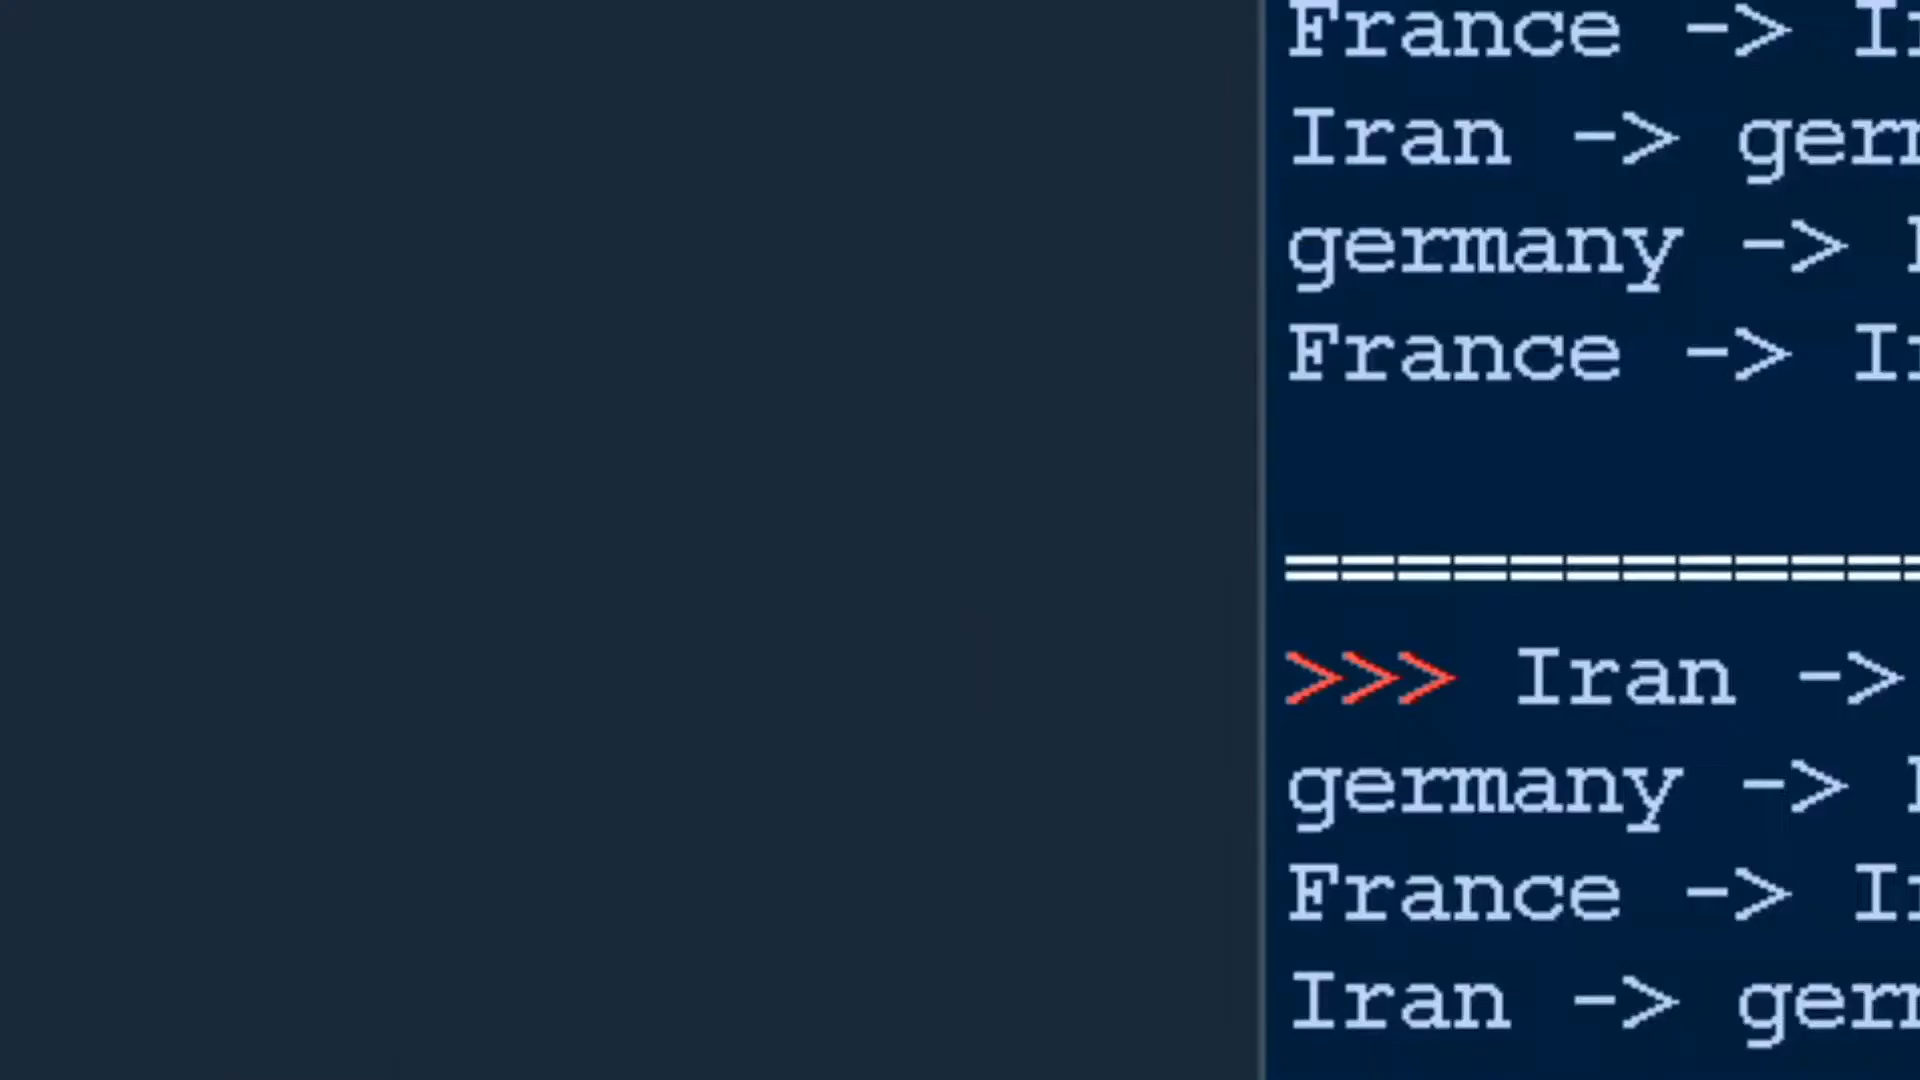 France ->
Iran ->
germany ->
France ->
===========
>>> Iran ->
germany ->
France ->
Iran ->